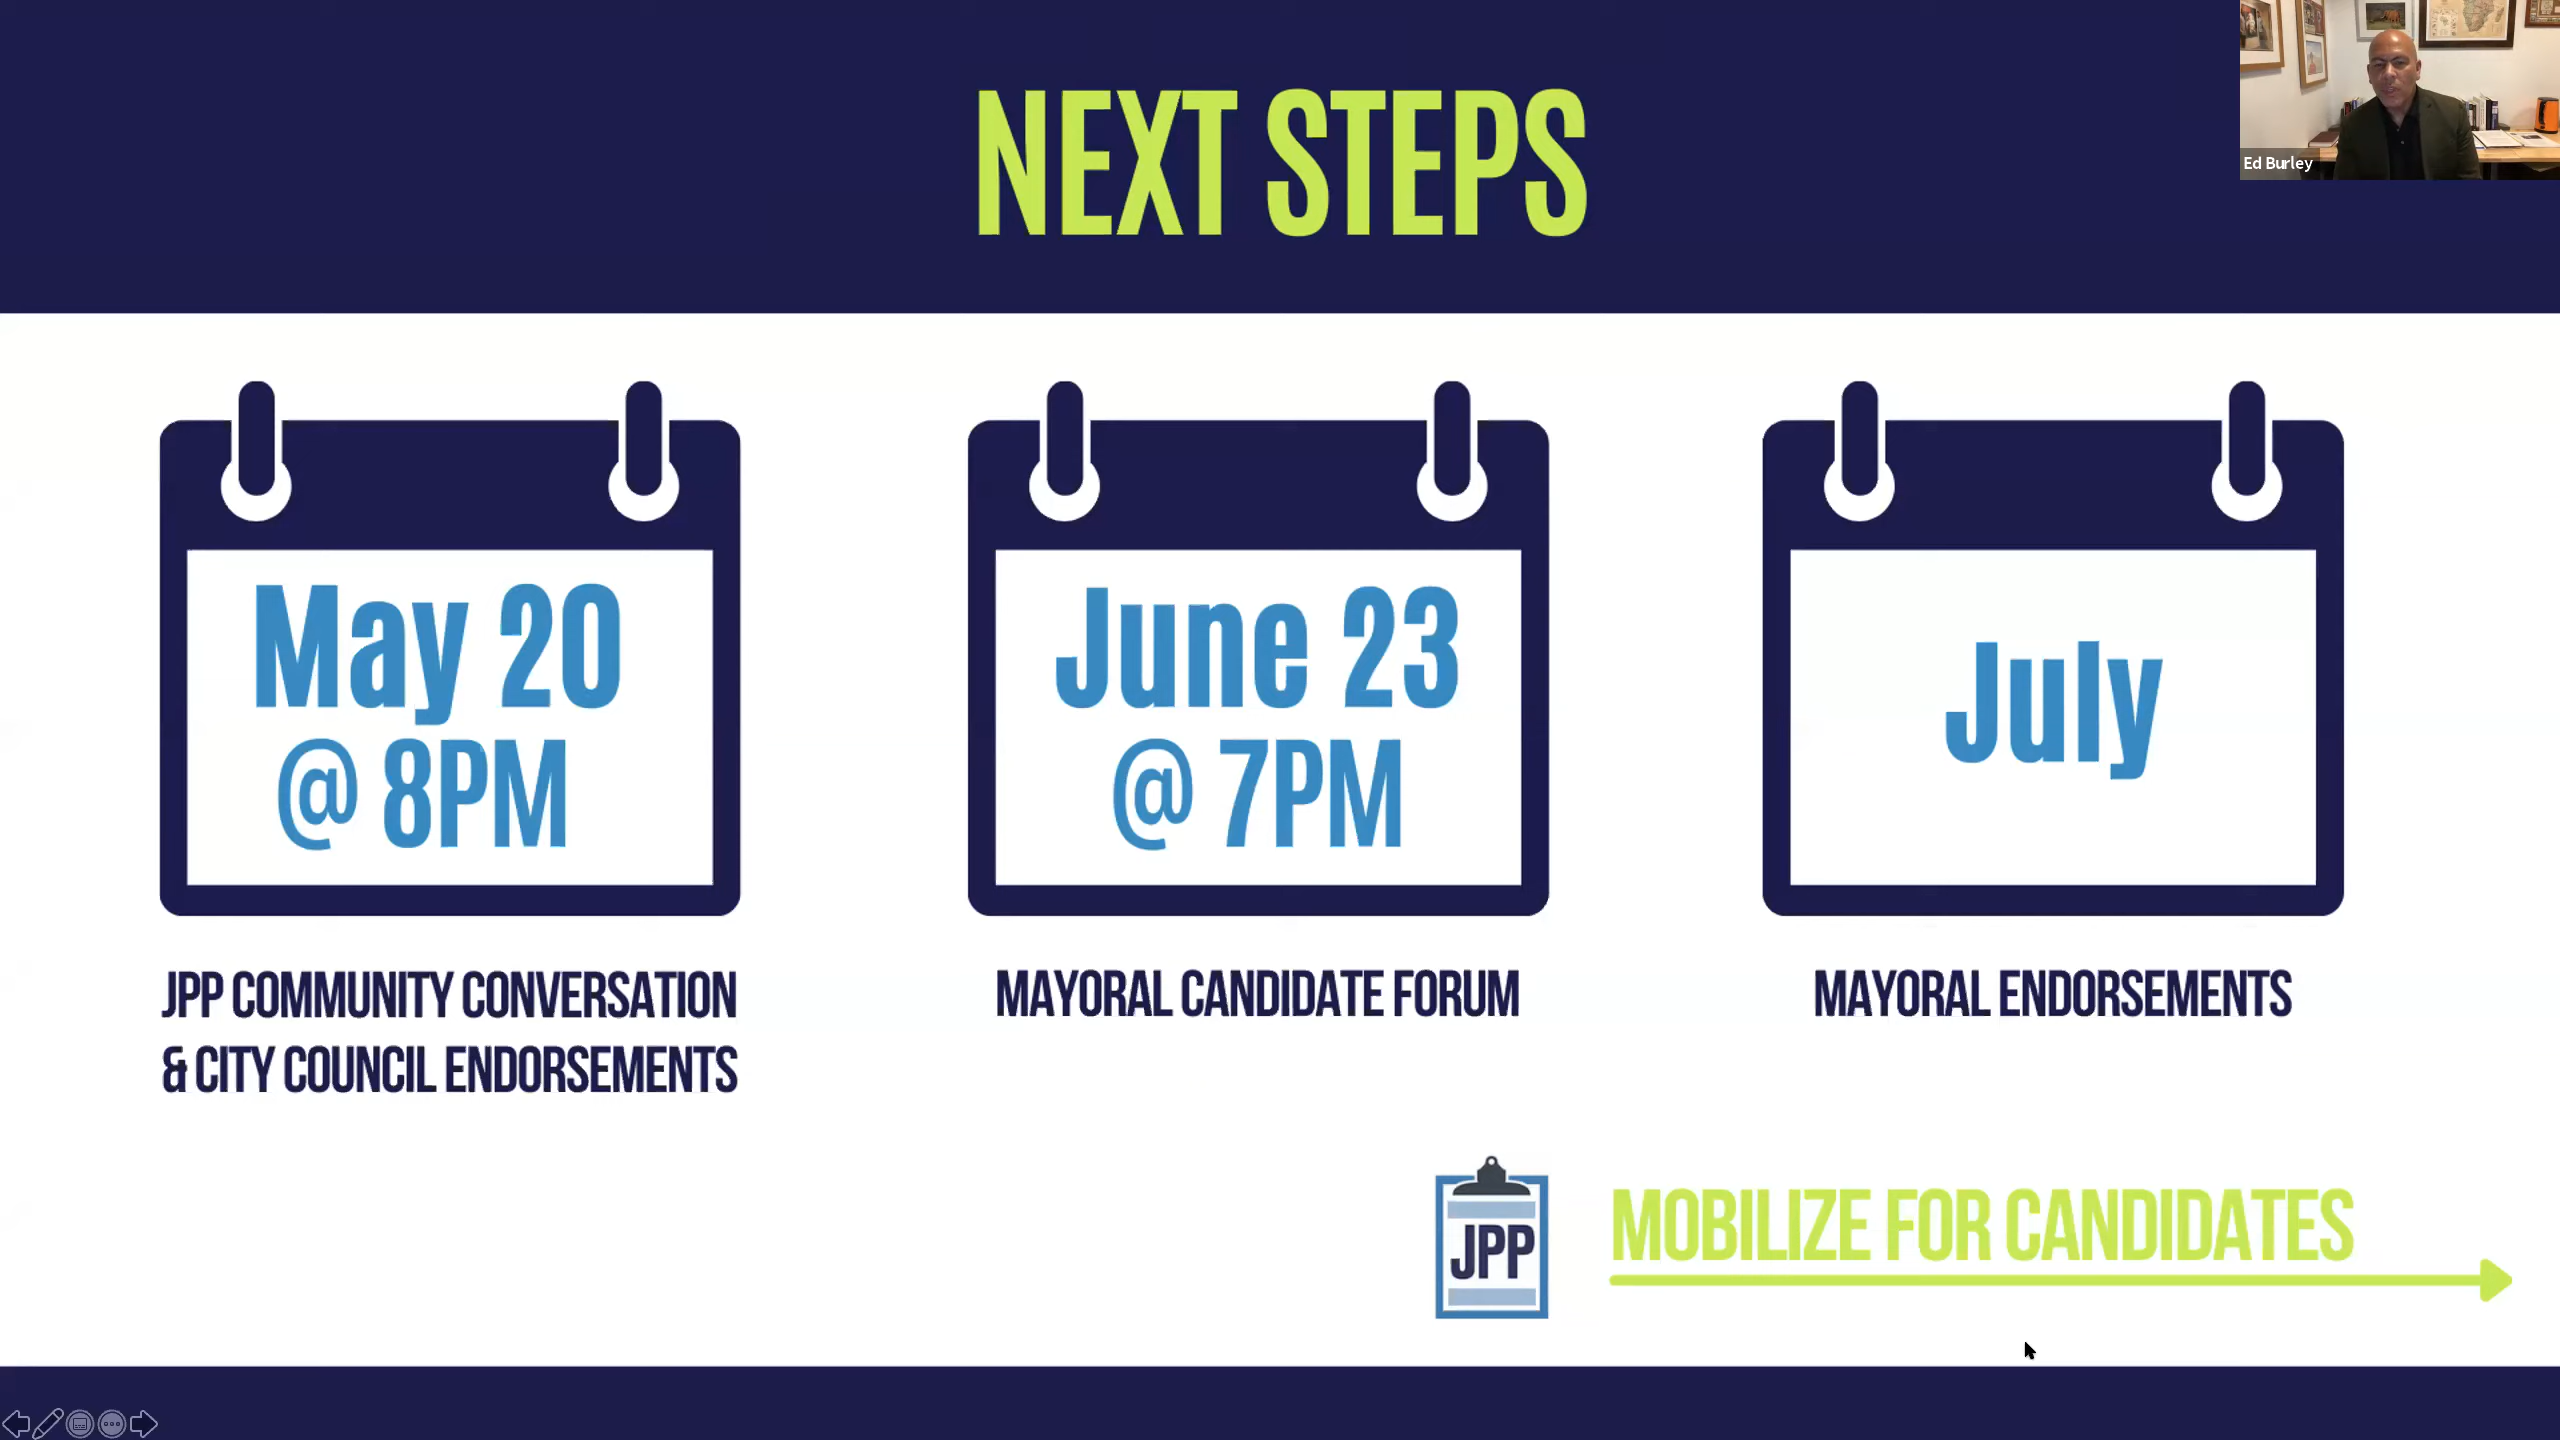 NEXT STEPS
Ed Burley
May 20
@ 8PM
June 23
@ 7PM
July
JPP COMMUNITY CONVERSATION
& CITY COUNCIL ENDORSEMENTS
MAYORAL CANDIDATE FORUM
MAYORAL ENDORSEMENTS
JPP
MOBILIZE FOR CANDIDATES